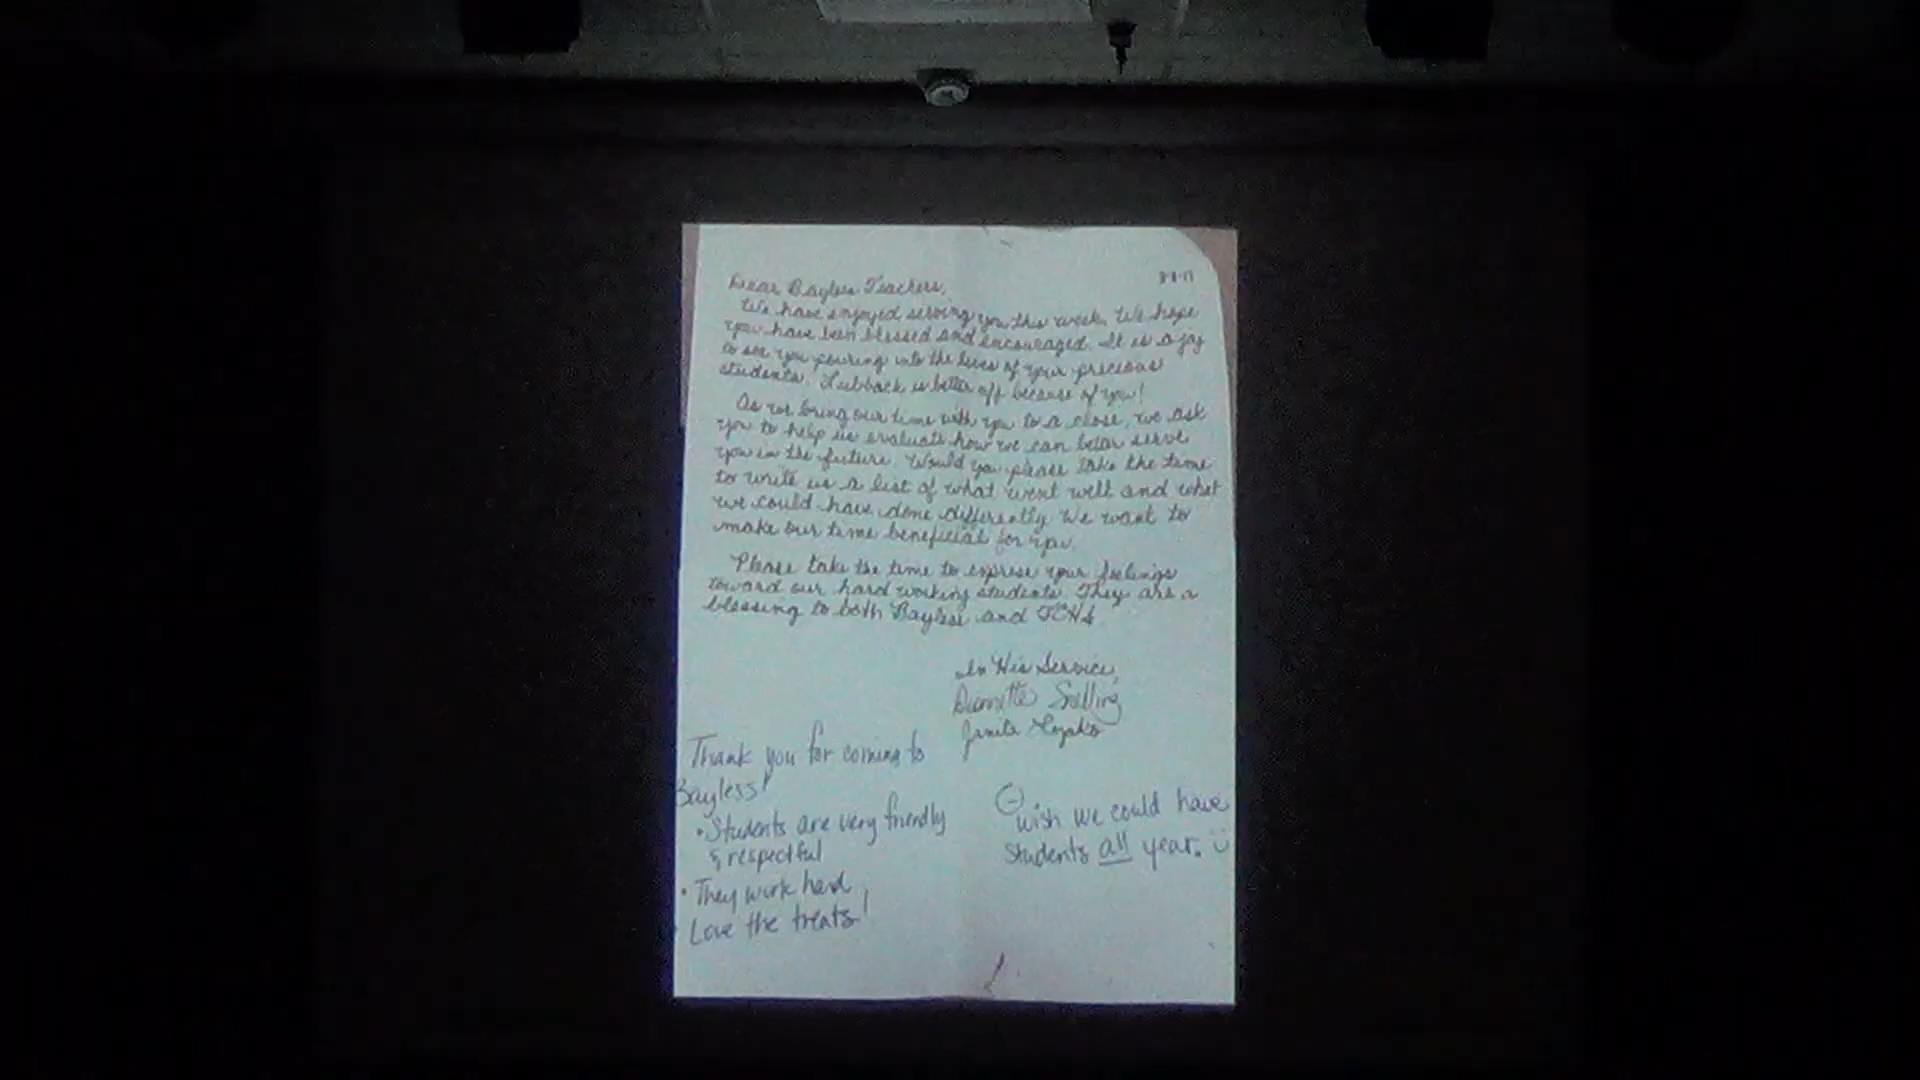 3-8-17
Dear Bayless Teachers,
We have enjoyed serving you this week. We hope
you have been blessed and encouraged. It is a joy
to see you pouring into the lives of your precious
students. Lubbock is better off because of you!
As we bring our time with you to a close, we ask
you to help us evaluate how we can better serve
you in the future. Would you please take the time
to write us a list of what went well and what
we could have done differently. We want to
make our time beneficial for you.
Please take the time to express your feelings
toward our hard working students. They are a
blessing to both Bayless and TCHS.
In His Service,
Thank you for coming to
Bayless!
• Students are very friendly
& respectful
• They work hard
Love the treats!
wish we could have
students all year.